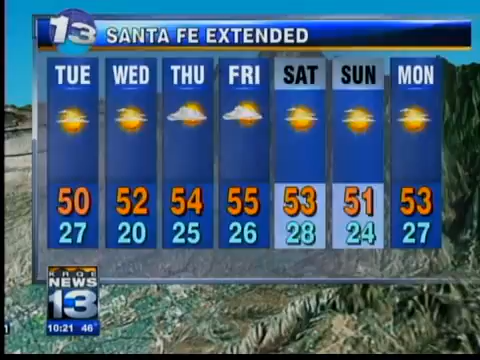 13 SANTA FE EXTENDED
TUE WED THU FRI SAT SUN MON
50 52 54 55 53 51 53
27 20 25 26 28 24 27
KRQE
NEWS
13
10:21 46°